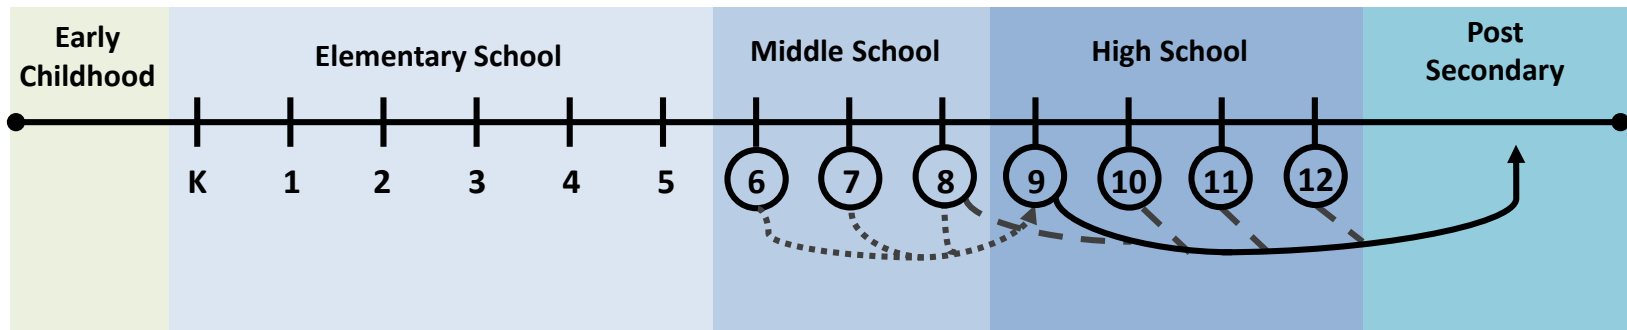 Early
Childhood
Elementary School
Middle School
High School
Post
Secondary
K 1 2 3 4 5 6 7 8 9 10 11 12